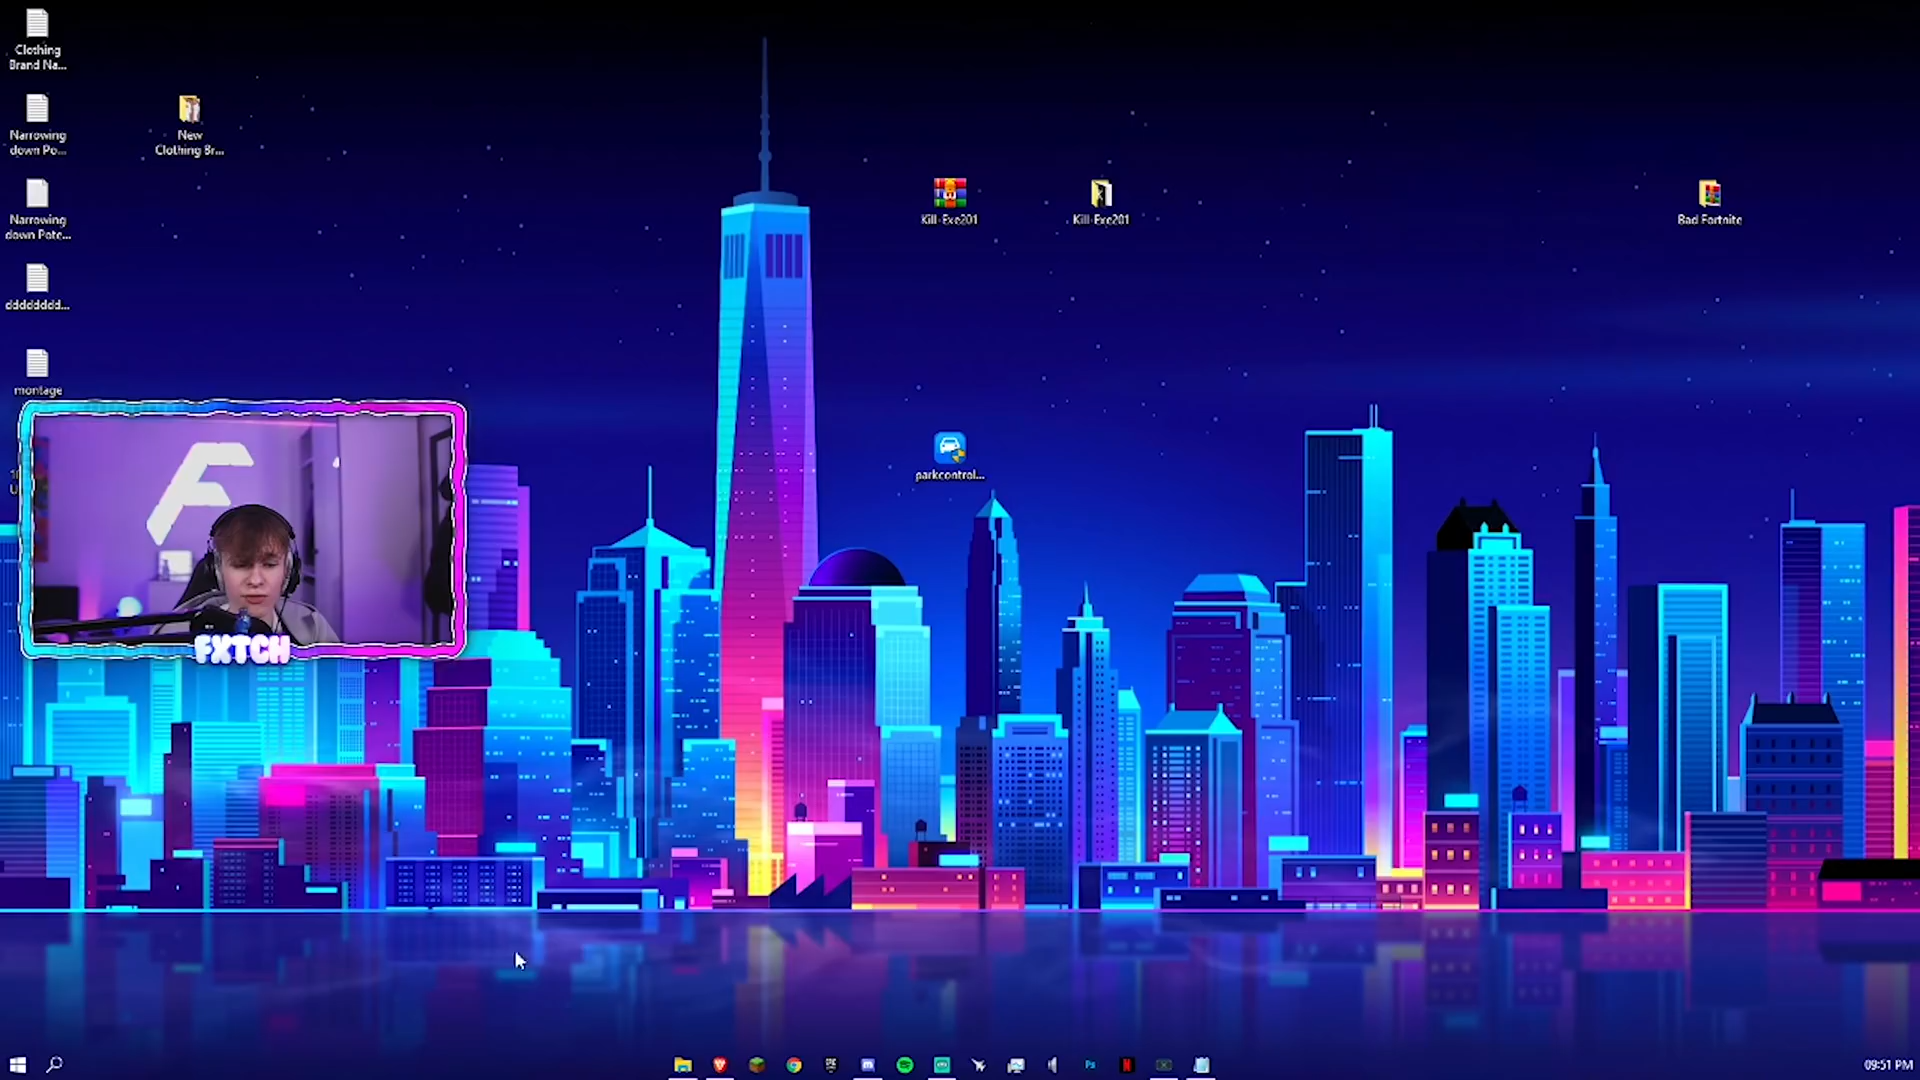 Clothing
Brand Na...
Narrowing
down Po...
New
Clothing Br...
Narrowing
down Pote...
Kill-Exe201
Kill-Exe201
Bad Fortnite
dddddddd...
montage
parkcontrol...
F
FXTCH
Ps
N
09:51 PM